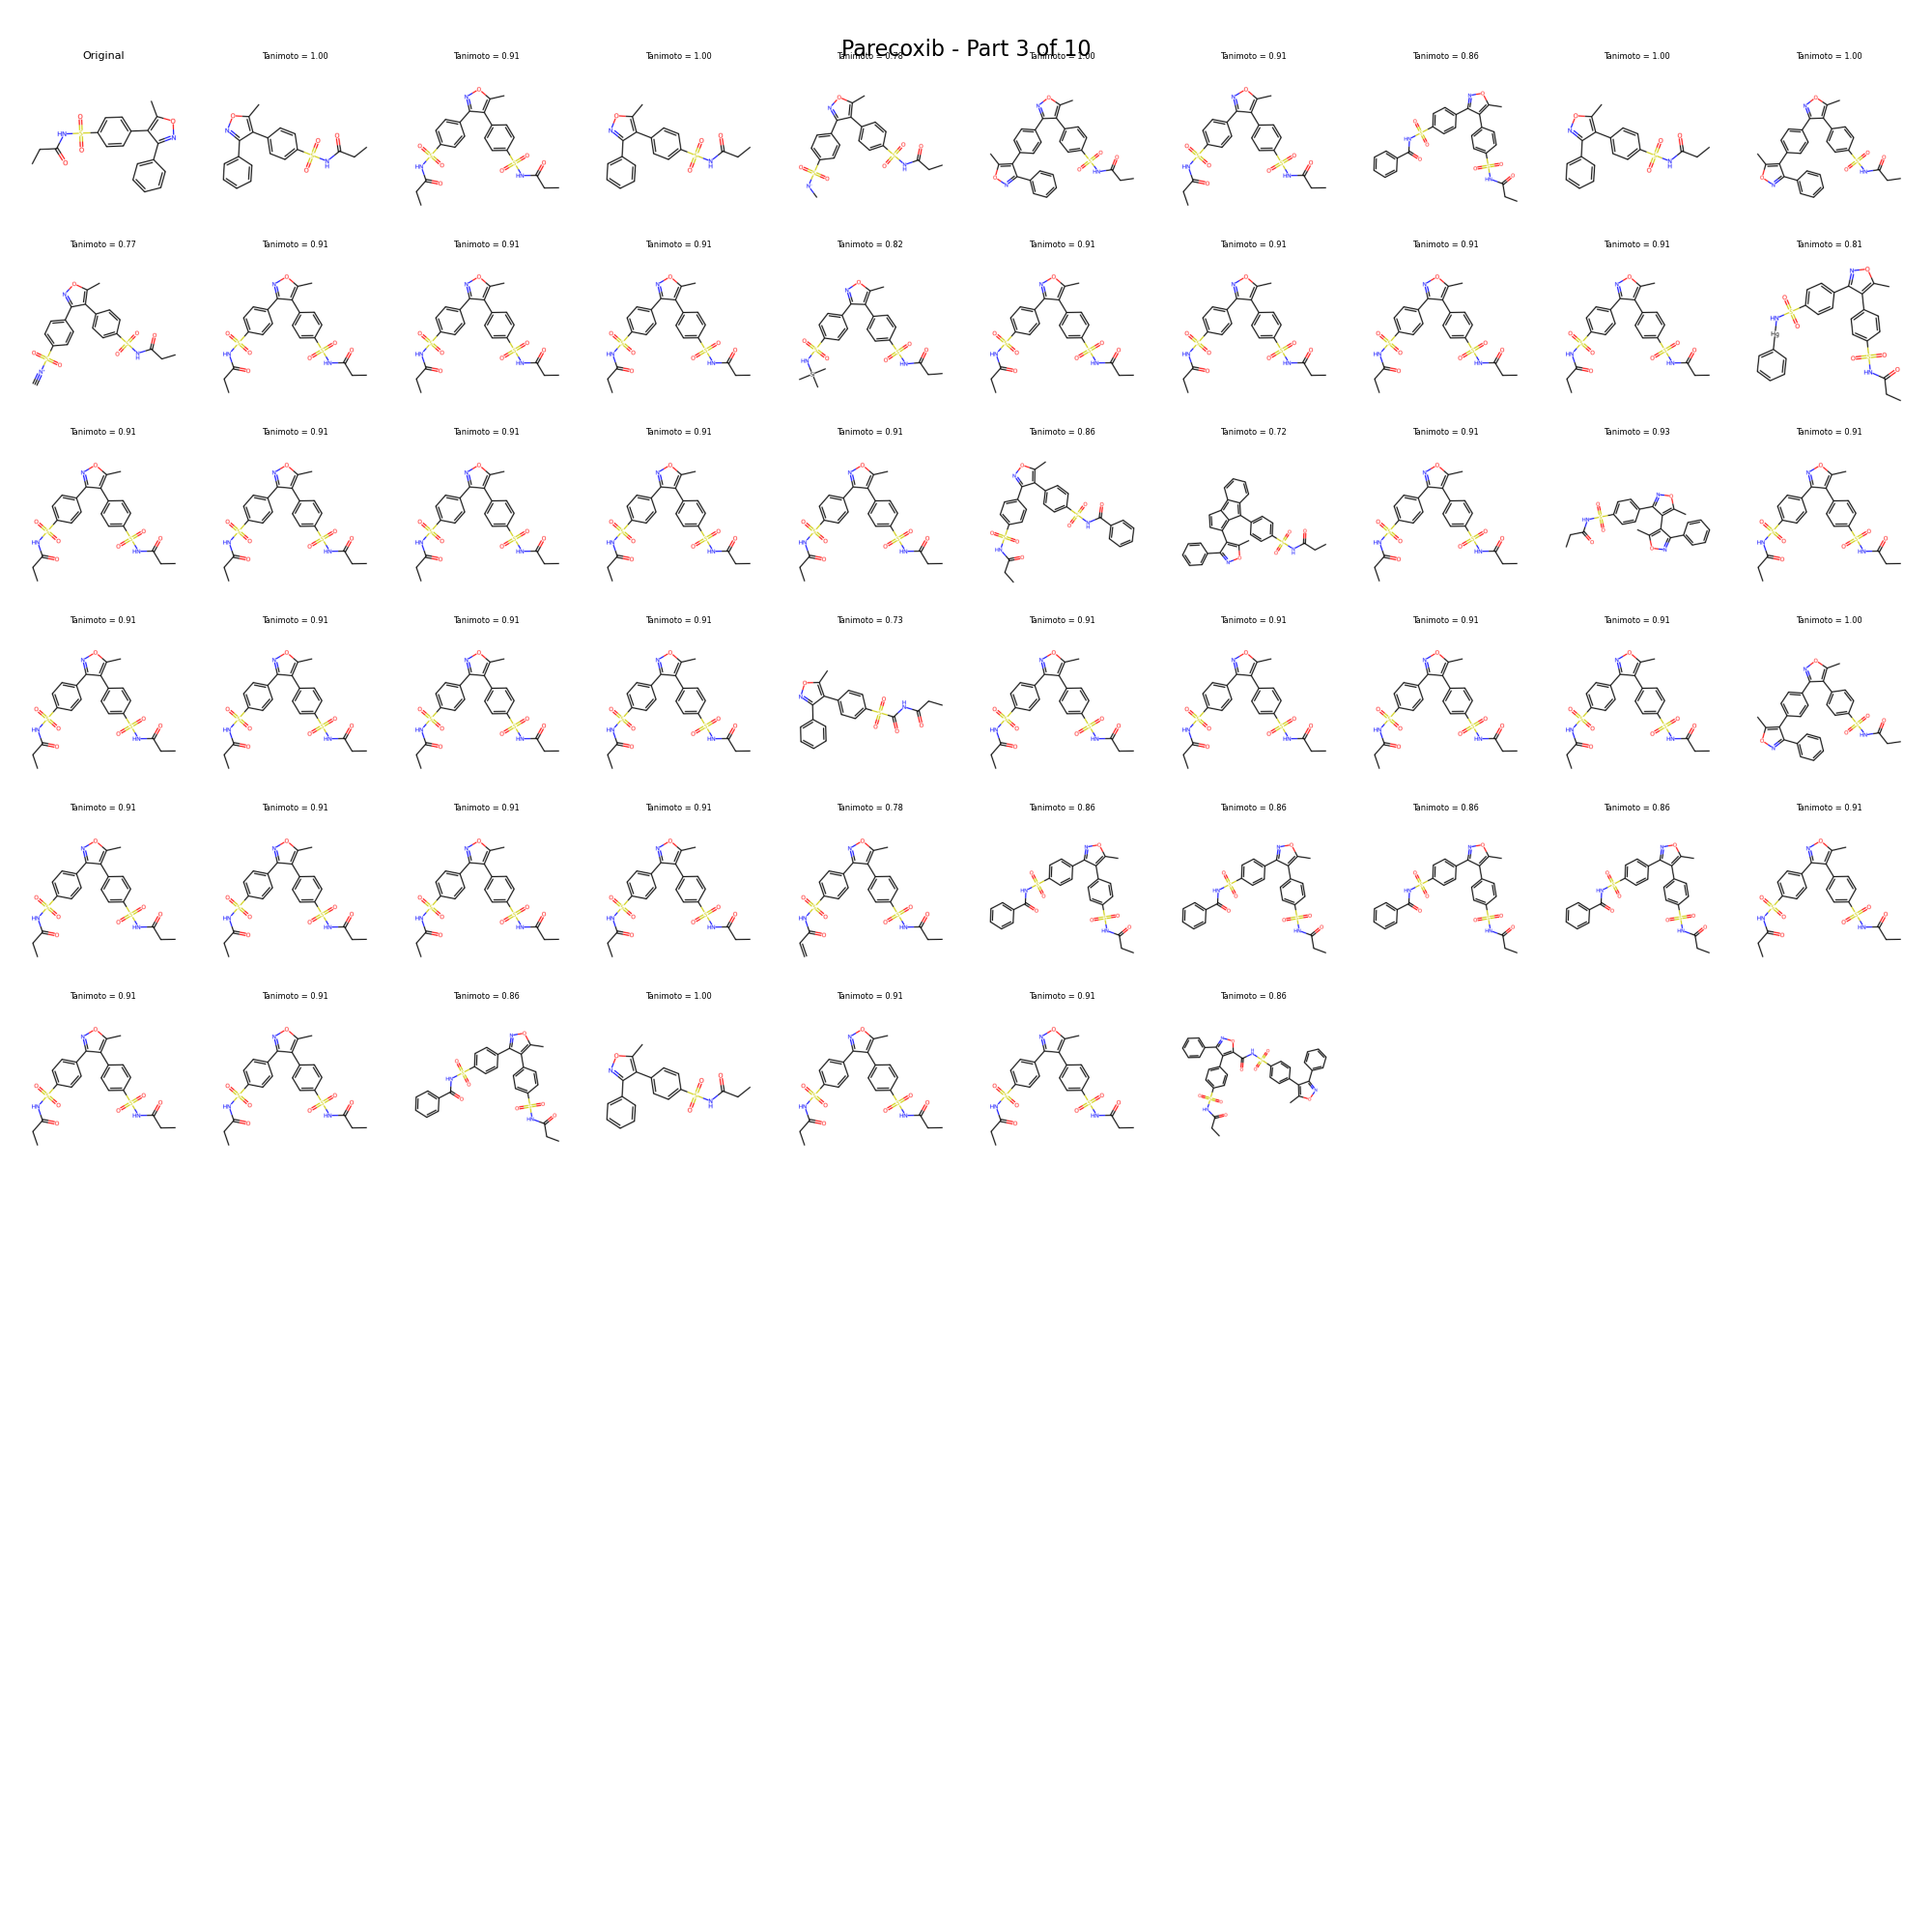 Parecoxib - Part 3 of 10
Original
Tanimoto = 1.00
Tanimoto = 0.91
Tanimoto = 1.00
Tanimoto = 0.78
Tanimoto = 1.00
Tanimoto = 0.91
Tanimoto = 0.86
Tanimoto = 1.00
Tanimoto = 1.00
Tanimoto = 0.77
Tanimoto = 0.91
Tanimoto = 0.91
Tanimoto = 0.91
Tanimoto = 0.82
Tanimoto = 0.91
Tanimoto = 0.91
Tanimoto = 0.91
Tanimoto = 0.91
Tanimoto = 0.81
Tanimoto = 0.91
Tanimoto = 0.91
Tanimoto = 0.91
Tanimoto = 0.91
Tanimoto = 0.91
Tanimoto = 0.86
Tanimoto = 0.72
Tanimoto = 0.91
Tanimoto = 0.93
Tanimoto = 0.91
Tanimoto = 0.91
Tanimoto = 0.91
Tanimoto = 0.91
Tanimoto = 0.91
Tanimoto = 0.73
Tanimoto = 0.91
Tanimoto = 0.91
Tanimoto = 0.91
Tanimoto = 0.91
Tanimoto = 1.00
Tanimoto = 0.91
Tanimoto = 0.91
Tanimoto = 0.91
Tanimoto = 0.91
Tanimoto = 0.78
Tanimoto = 0.86
Tanimoto = 0.86
Tanimoto = 0.86
Tanimoto = 0.86
Tanimoto = 0.91
Tanimoto = 0.91
Tanimoto = 0.91
Tanimoto = 0.86
Tanimoto = 1.00
Tanimoto = 0.91
Tanimoto = 0.91
Tanimoto = 0.86